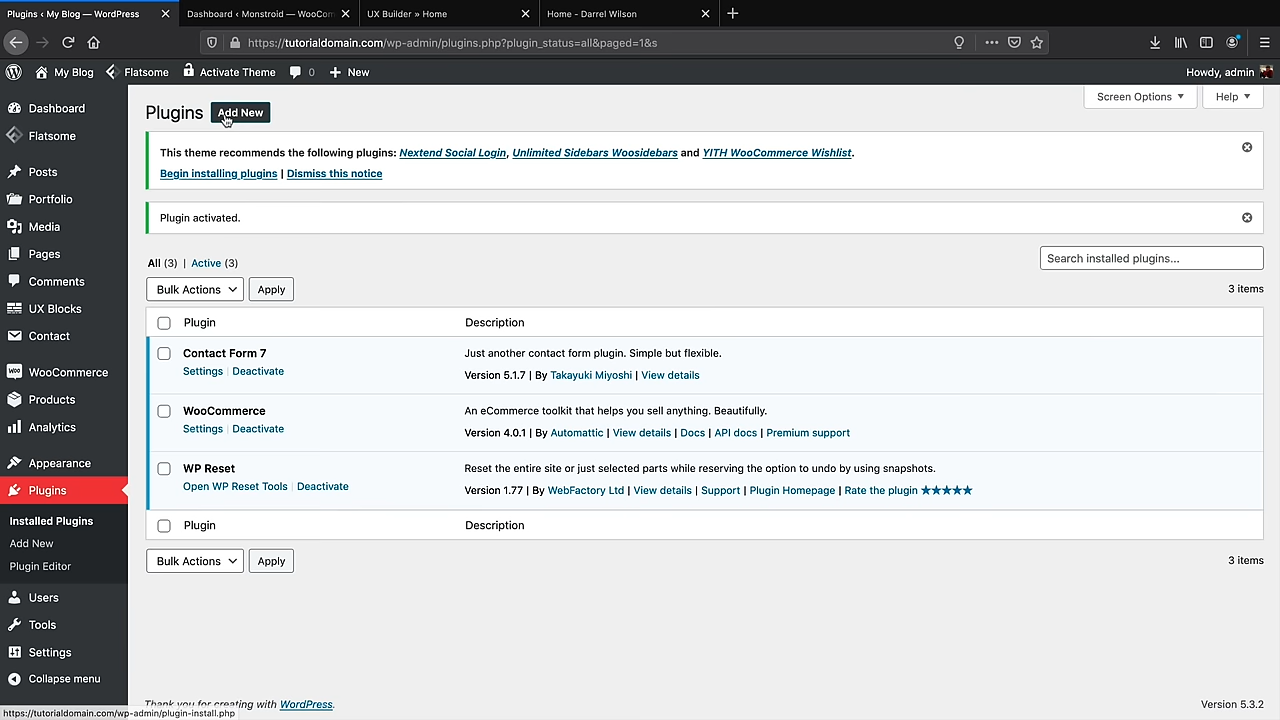 Plugins ‹ My Blog — WordPress
Dashboard ‹ Monstroid — WooCom
UX Builder » Home
Home - Darrel Wilson
https://tutorialdomain.com/wp-admin/plugins.php?plugin_status=all&paged=1&s
My Blog
Flatsome
Activate Theme
0
New
Howdy, admin
Dashboard
Flatsome
Posts
Portfolio
Media
Pages
Comments
UX Blocks
Contact
WooCommerce
Products
Analytics
Appearance
Plugins
Installed Plugins
Add New
Plugin Editor
Users
Tools
Settings
Collapse menu
Screen Options
Help
Plugins
Add New
This theme recommends the following plugins: Nextend Social Login, Unlimited Sidebars Woosidebars and YITH WooCommerce Wishlist.
Begin installing plugins | Dismiss this notice
Plugin activated.
All (3) | Active (3)
Search installed plugins...
Bulk Actions
Apply
3 items
Plugin
Description
Contact Form 7
Settings | Deactivate
Just another contact form plugin. Simple but flexible.
Version 5.1.7 | By Takayuki Miyoshi | View details
WooCommerce
Settings | Deactivate
An eCommerce toolkit that helps you sell anything. Beautifully.
Version 4.0.1 | By Automattic | View details | Docs | API docs | Premium support
WP Reset
Open WP Reset Tools | Deactivate
Reset the entire site or just selected parts while reserving the option to undo by using snapshots.
Version 1.77 | By WebFactory Ltd | View details | Support | Plugin Homepage | Rate the plugin ★★★★★
Plugin
Description
Bulk Actions
Apply
3 items
Thank you for creating with WordPress.
Version 5.3.2
https://tutorialdomain.com/wp-admin/plugin-install.php